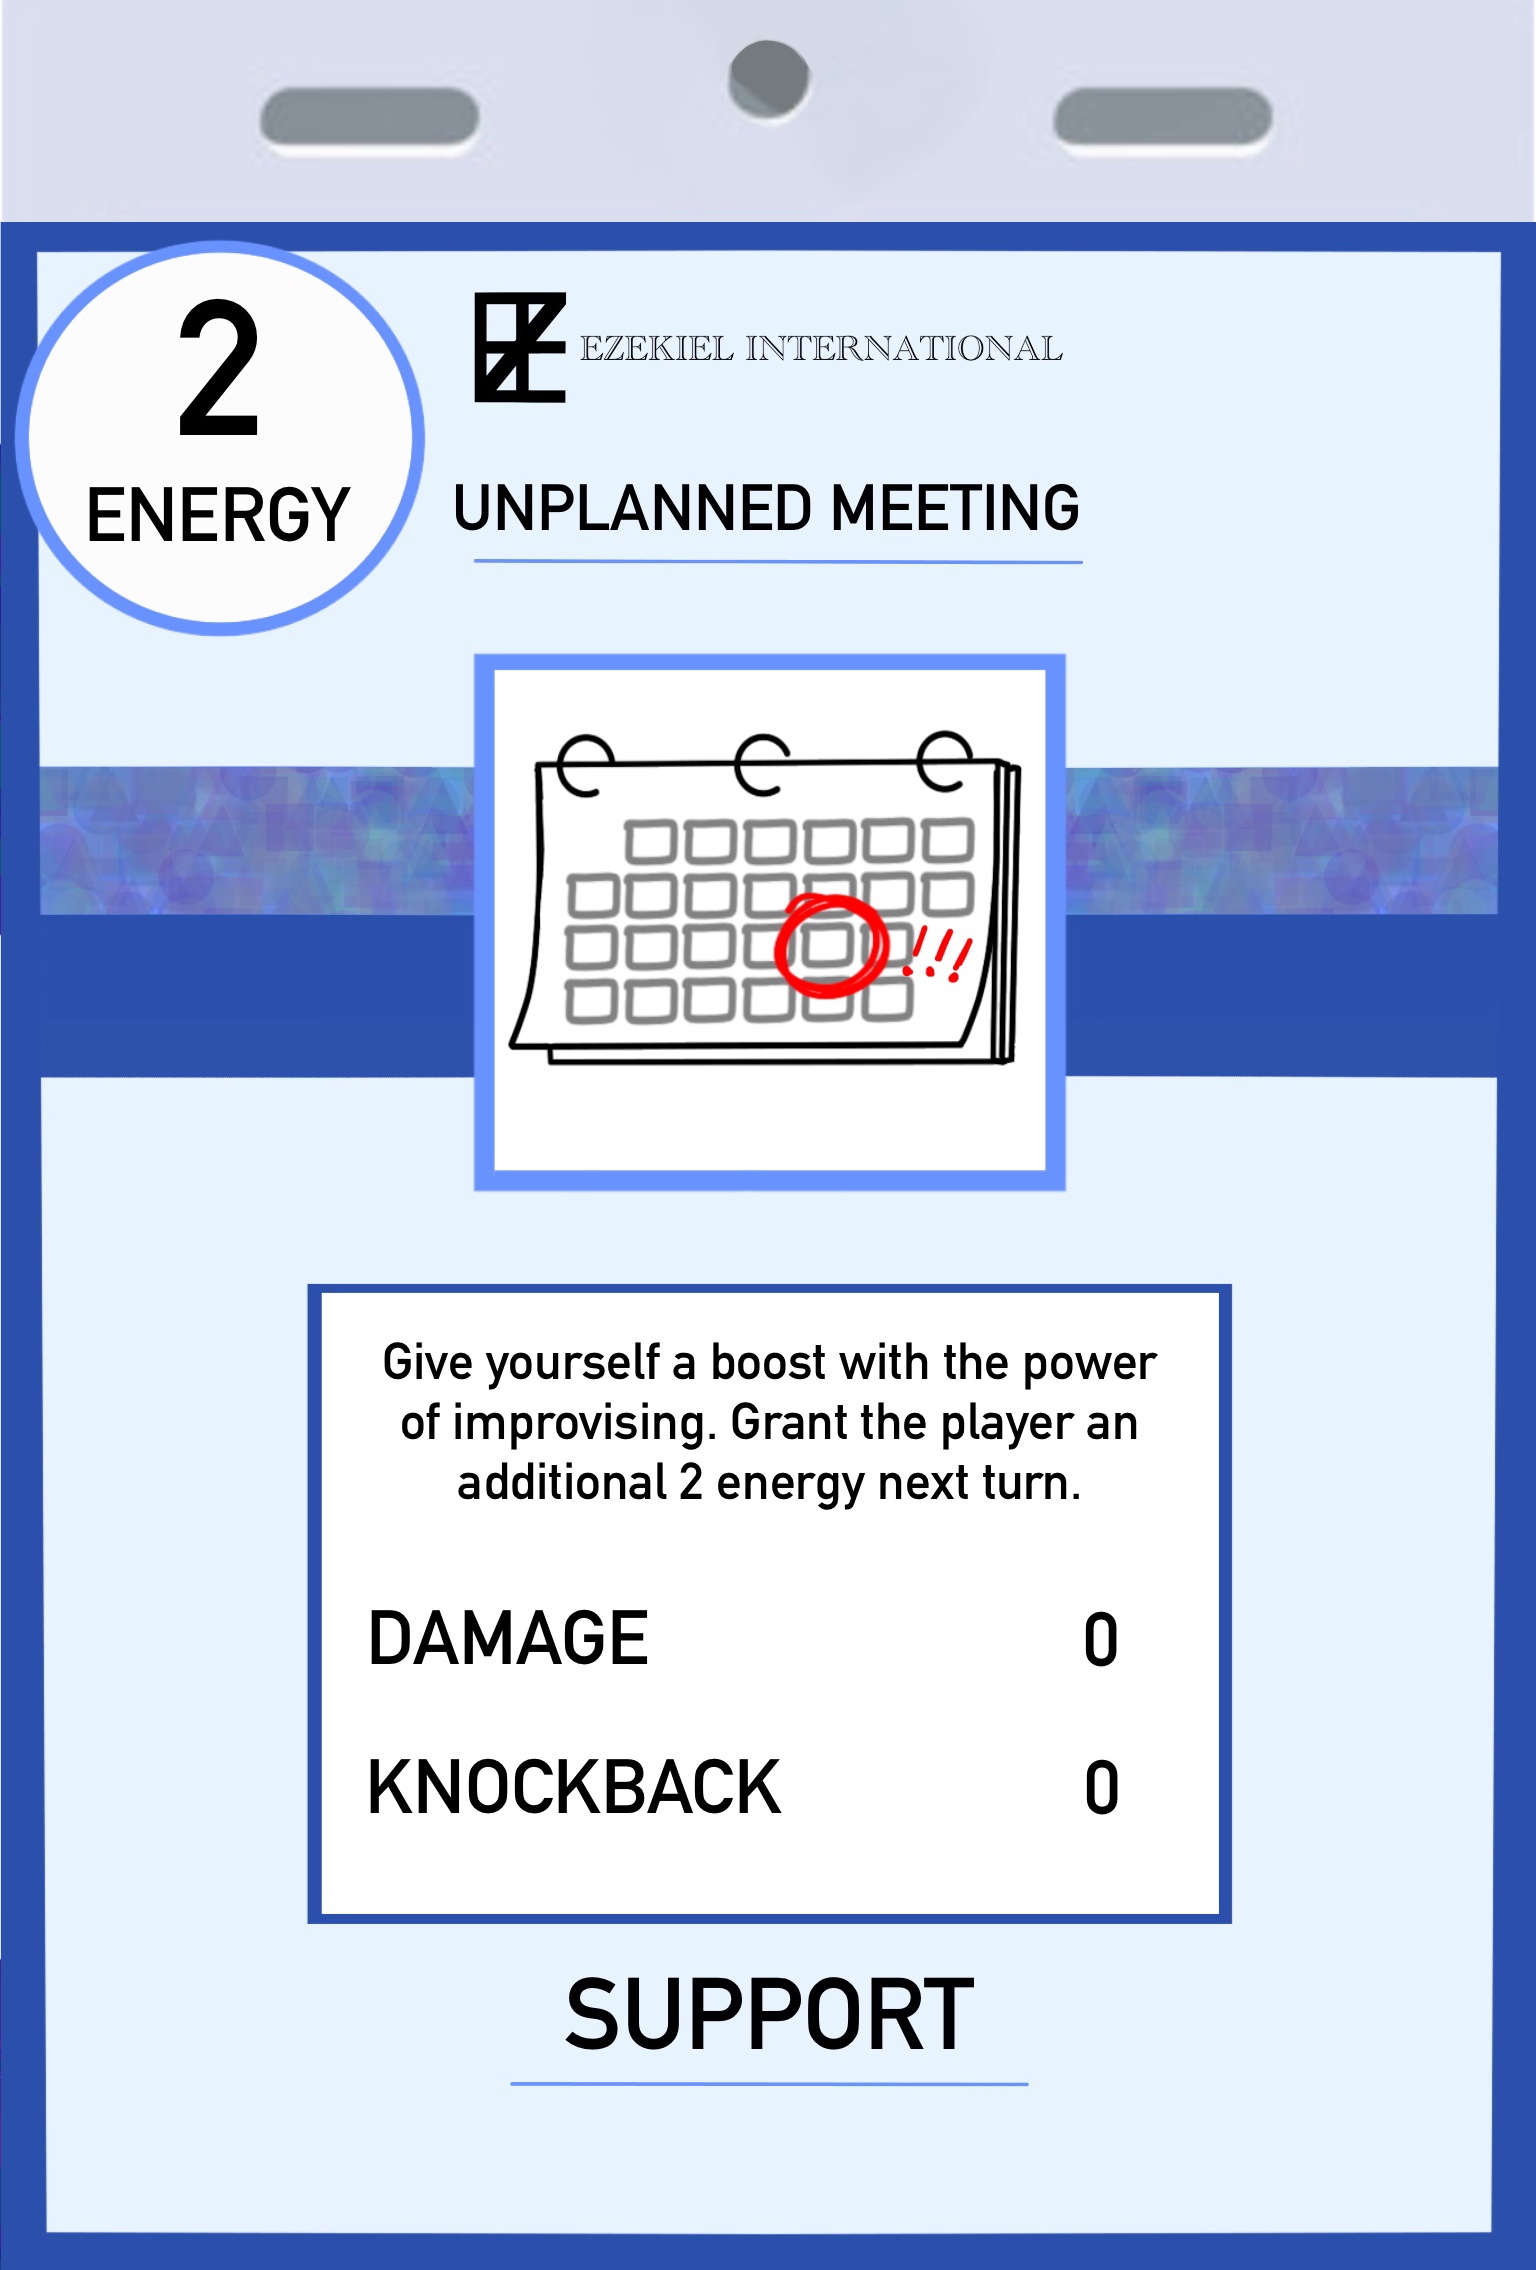 2
ENERGY
EZEKIEL INTERNATIONAL
UNPLANNED MEETING
!!!
Give yourself a boost with the power
of improvising. Grant the player an
additional 2 energy next turn.
DAMAGE 0
KNOCKBACK 0
SUPPORT